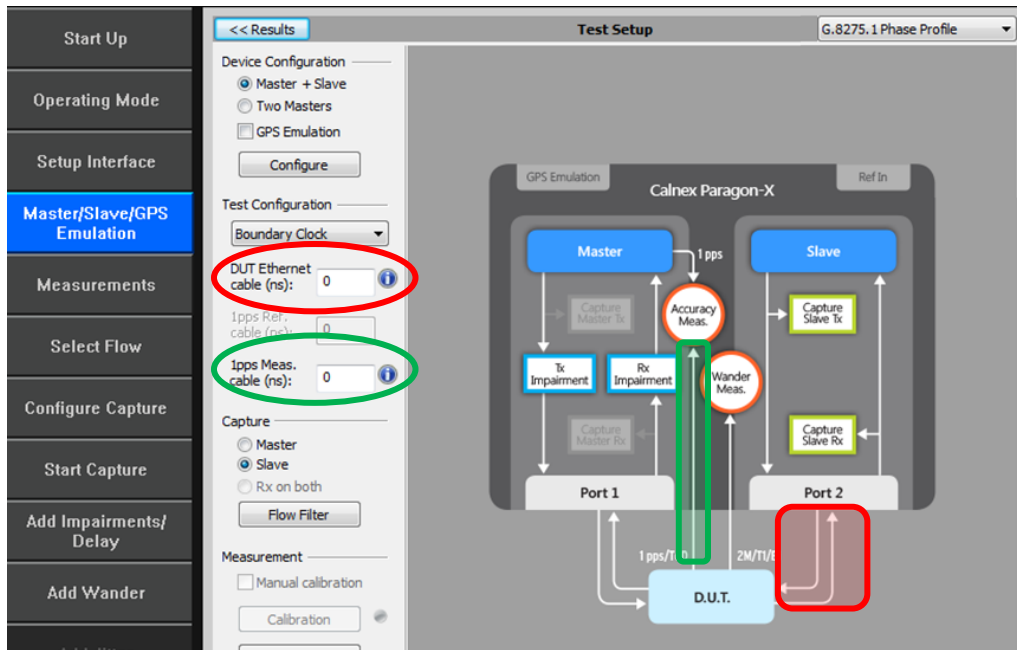 Start Up
Operating Mode
Setup Interface
Master/Slave/GPS
Emulation
Measurements
Select Flow
Configure Capture
Start Capture
Add Impairments/
Delay
Add Wander
<< Results
Test Setup
G.8275.1 Phase Profile
Device Configuration
Master + Slave
Two Masters
GPS Emulation
Configure
Test Configuration
Boundary Clock
DUT Ethernet
cable (ns):
0
1pps Ref.
cable (ns):
0
1pps Meas.
cable (ns):
0
Capture
Master
Slave
Rx on both
Flow Filter
Measurement
Manual calibration
Calibration
GPS Emulation
Calnex Paragon-X
Ref In
Master
1 pps
Slave
Capture
Master Tx
Accuracy
Meas.
Capture
Slave Tx
Tx
Impairment
Rx
Impairment
Wander
Meas.
Capture
Master Rx
Capture
Slave Rx
Port 1
Port 2
1 pps/
2M/T1/
D.U.T.